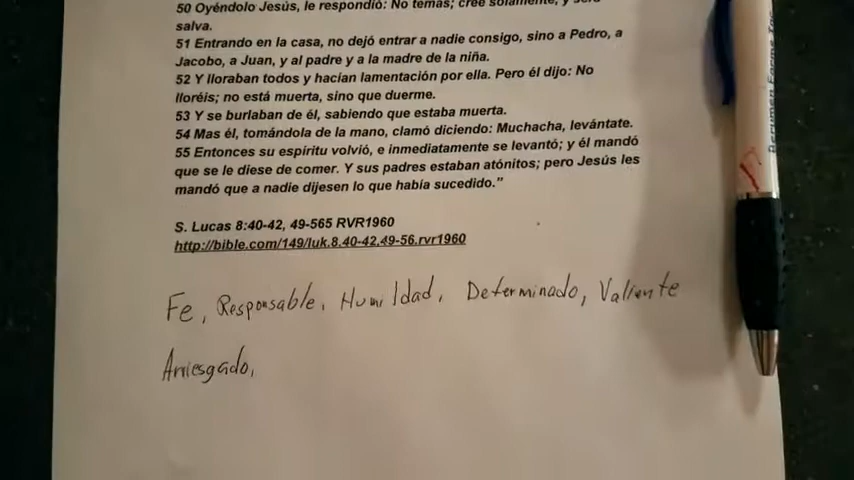 50 Oyéndolo Jesús, le respondió: No temas; cree solamente, y será
salva.
51 Entrando en la casa, no dejó entrar a nadie consigo, sino a Pedro, a
Jacobo, a Juan, y al padre y a la madre de la niña.
52 Y lloraban todos y hacían lamentación por ella. Pero él dijo: No
lloréis; no está muerta, sino que duerme.
53 Y se burlaban de él, sabiendo que estaba muerta.
54 Mas él, tomándola de la mano, clamó diciendo: Muchacha, levántate.
55 Entonces su espíritu volvió, e inmediatamente se levantó; y él mandó
que se le diese de comer. Y sus padres estaban atónitos; pero Jesús les
mandó que a nadie dijesen lo que había sucedido.”
S. Lucas 8:40-42, 49-565 RVR1960
http://bible.com/149/luk.8.40-42,49-56.rvr1960
Fe, Responsable, Humildad, Determinado, Valiente
Arriesgado,